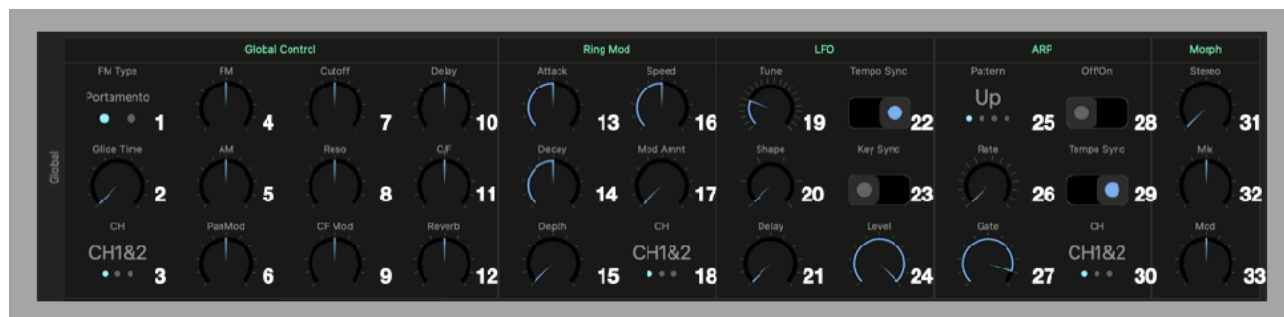 Global Control Ring Mod LFO ARP Morph
FM Type FM Cutoff Delay Attack Speed Tune Tempo Sync Pattern Off/On Stereo
Portamento Up
1 4 7 10 13 16 19 22 25 28 31
Global
Glide Time AM Reso C/F Decay Mod Amnt Shape Key Sync Rate Tempo Sync Mix
2 5 8 11 14 17 20 23 26 29 32
CH PanMod CF Mod Reverb Depth CH Delay Level Gate CH Mod
CH1&2 CH1&2 CH1&2
3 6 9 12 15 18 21 24 27 30 33